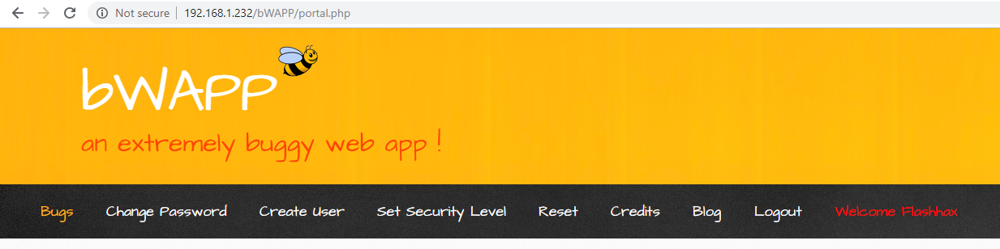 Not secure | 192.168.1.232/bWAPP/portal.php
bWAPP
an extremely buggy web app !
Bugs Change Password Create User Set Security Level Reset Credits Blog Logout Welcome Flashhax